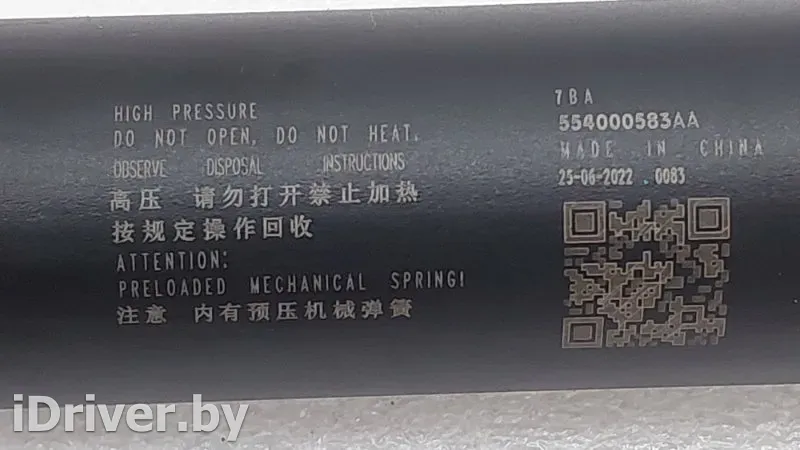 HIGH PRESSURE
DO NOT OPEN, DO NOT HEAT.
OBSERVE DISPOSAL INSTRUCTIONS
高压 请勿打开禁止加热
按规定操作回收
ATTENTION:
PRELOADED MECHANICAL SPRING!
注意 内有预压机械弹簧
7BA
554000583AA
MADE IN CHINA
25-06-2022 .0083
iDriver.by